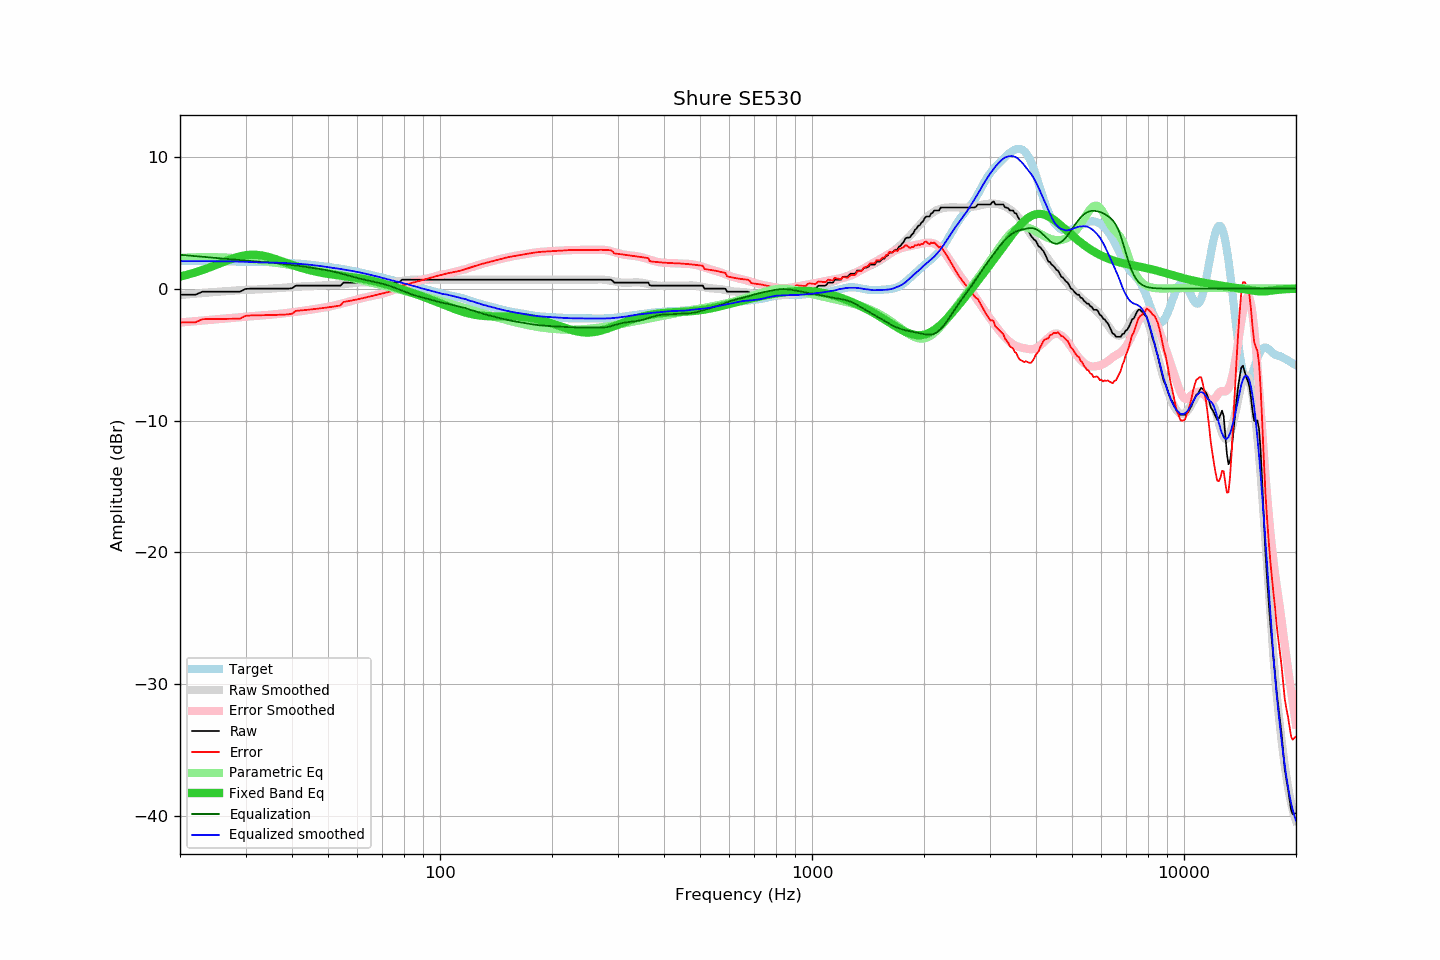 Shure SE530
10
0
−10
−20
−30
−40
Amplitude (dBr)
Target
Raw Smoothed
Error Smoothed
Raw
Error
Parametric Eq
Fixed Band Eq
Equalization
Equalized smoothed
100 1000 10000
Frequency (Hz)